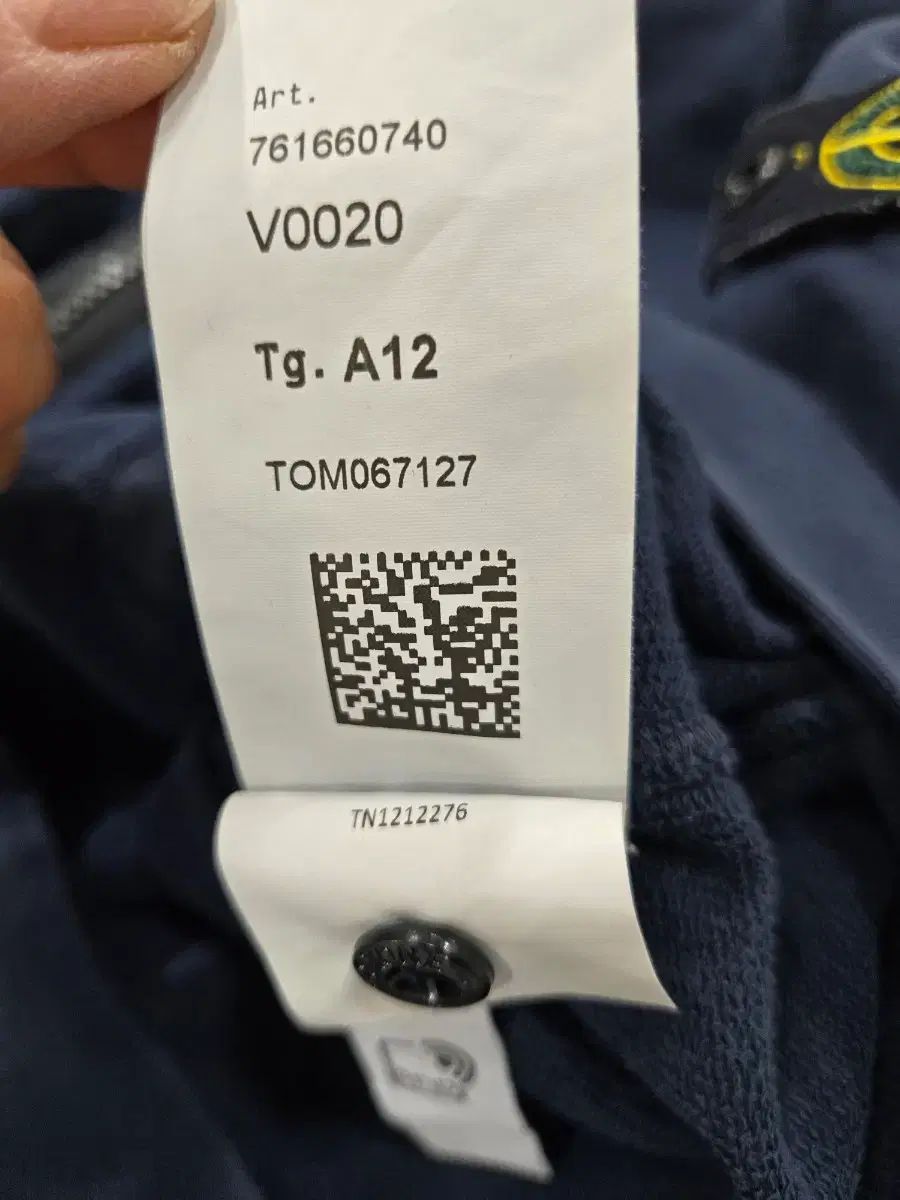 Art.
761660740
V0020
Tg. A12
TOM067127
TN1212276